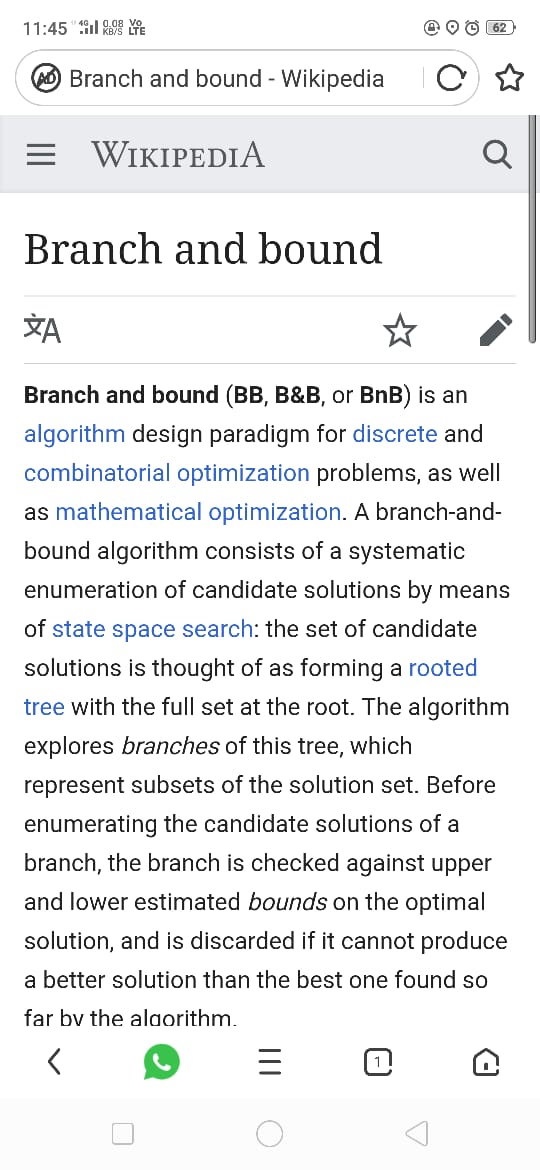 11:45 4G 0.08 KB/S Vo LTE 62
AD Branch and bound - Wikipedia
WIKIPEDIA
Branch and bound
文A
Branch and bound (BB, B&B, or BnB) is an
algorithm design paradigm for discrete and
combinatorial optimization problems, as well
as mathematical optimization. A branch-and-
bound algorithm consists of a systematic
enumeration of candidate solutions by means
of state space search: the set of candidate
solutions is thought of as forming a rooted
tree with the full set at the root. The algorithm
explores branches of this tree, which
represent subsets of the solution set. Before
enumerating the candidate solutions of a
branch, the branch is checked against upper
and lower estimated bounds on the optimal
solution, and is discarded if it cannot produce
a better solution than the best one found so
far by the algorithm.
1